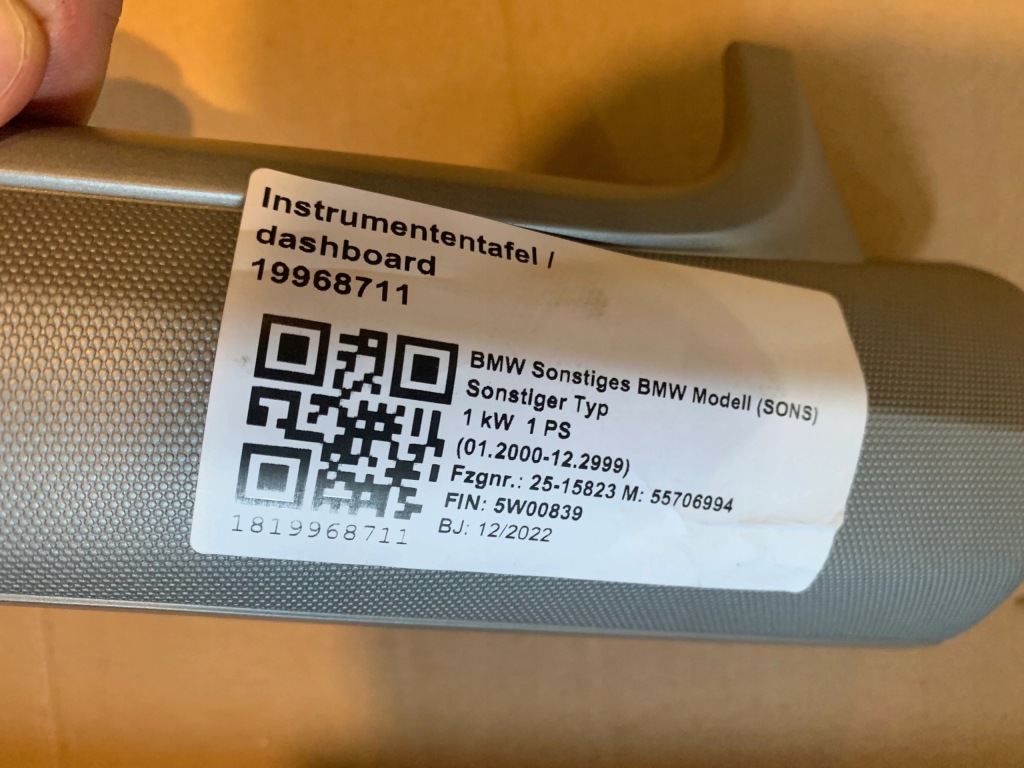 Instrumententafel /
dashboard
19968711
BMW Sonstiges BMW Modell (SONS)
Sonstiger Typ
1 kW 1 PS
(01.2000-12.2999)
Fzgnr.: 25-15823 M: 55706994
FIN: 5W00839
BJ: 12/2022
1819968711